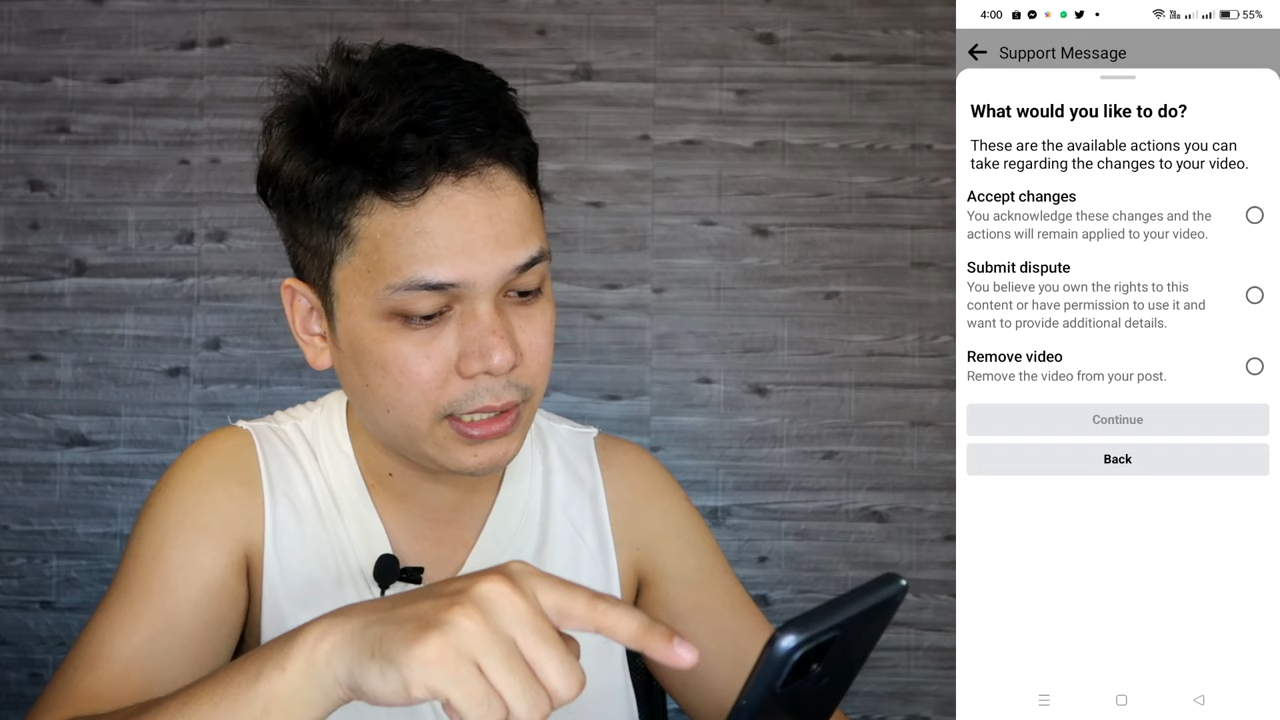 4:00
55%
Support Message
What would you like to do?
These are the available actions you can
take regarding the changes to your video.
Accept changes
You acknowledge these changes and the
actions will remain applied to your video.
Submit dispute
You believe you own the rights to this
content or have permission to use it and
want to provide additional details.
Remove video
Remove the video from your post.
Continue
Back